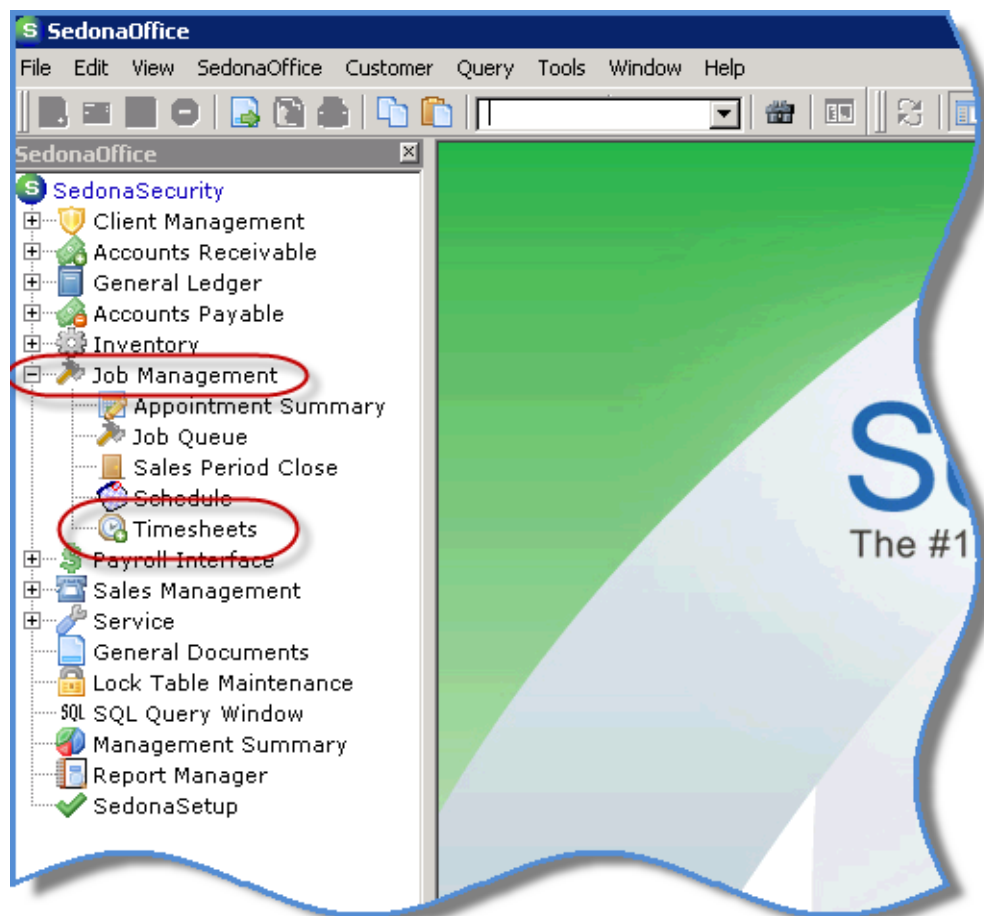 S SedonaOffice
File Edit View SedonaOffice Customer Query Tools Window Help
SedonaOffice
S SedonaSecurity
Client Management
Accounts Receivable
General Ledger
Accounts Payable
Inventory
Job Management
Appointment Summary
Job Queue
Sales Period Close
Schedule
Timesheets
Payroll Interface
Sales Management
Service
General Documents
Lock Table Maintenance
SQL SQL Query Window
Management Summary
Report Manager
SedonaSetup
S
The #1